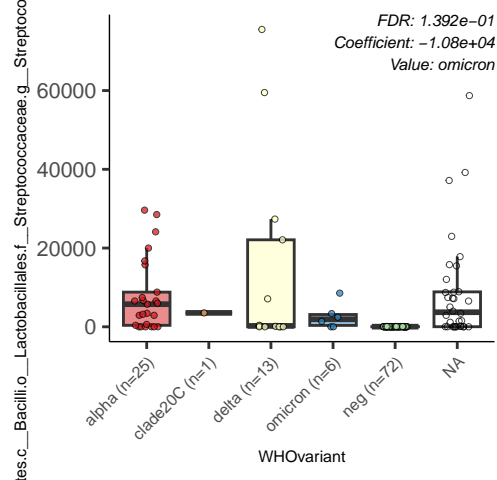 FDR: 1.392e−01
Coefficient: −1.08e+04
Value: omicron
tes.c__Bacilli.o__Lactobacillales.f__Streptococcaceae.g__Streptoco
60000
40000
20000
0
alpha (n=25)
clade20C (n=1)
delta (n=13)
omicron (n=6)
neg (n=72)
NA
WHOvariant